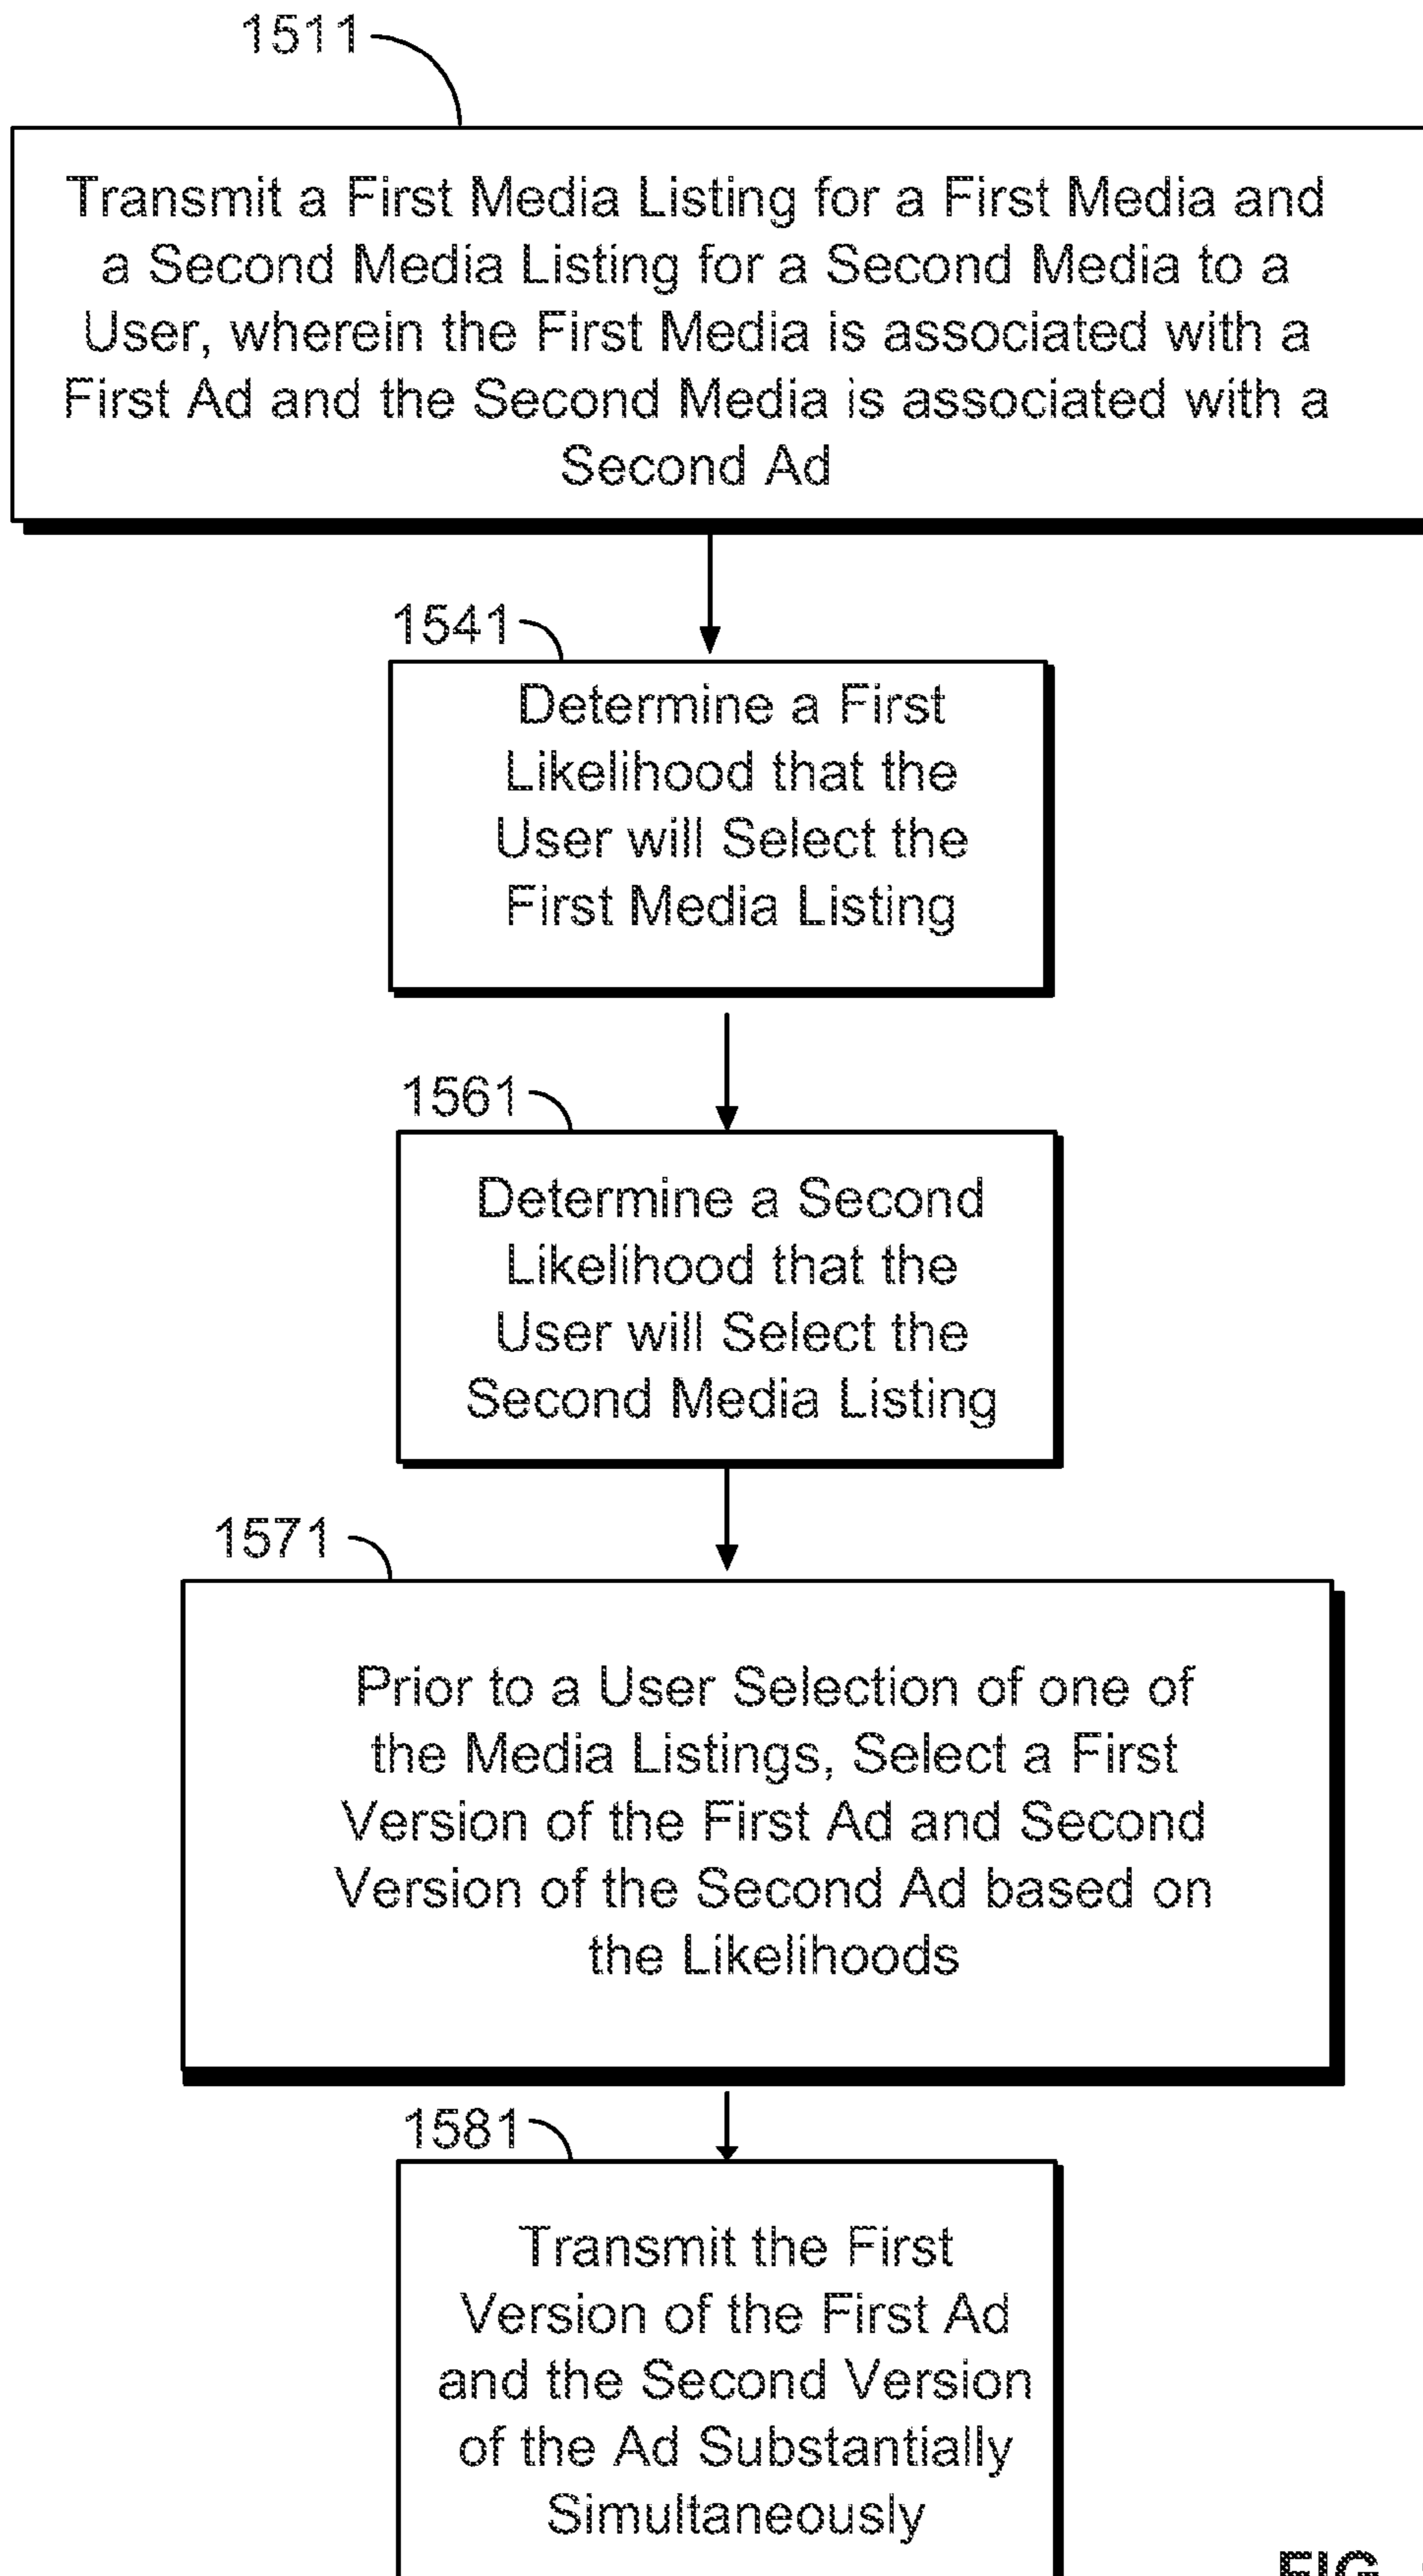 1511
Transmit a First Media Listing for a First Media and
a Second Media Listing for a Second Media to a
User, wherein the First Media is associated with a
First Ad and the Second Media is associated with a
Second Ad
1541
Determine a First
Likelihood that the
User will Select the
First Media Listing
1561
Determine a Second
Likelihood that the
User will Select the
Second Media Listing
1571
Prior to a User Selection of one of
the Media Listings, Select a First
Version of the First Ad and Second
Version of the Second Ad based on
the Likelihoods
1581
Transmit the First
Version of the First Ad
and the Second Version
of the Ad Substantially
Simultaneously
FIG.